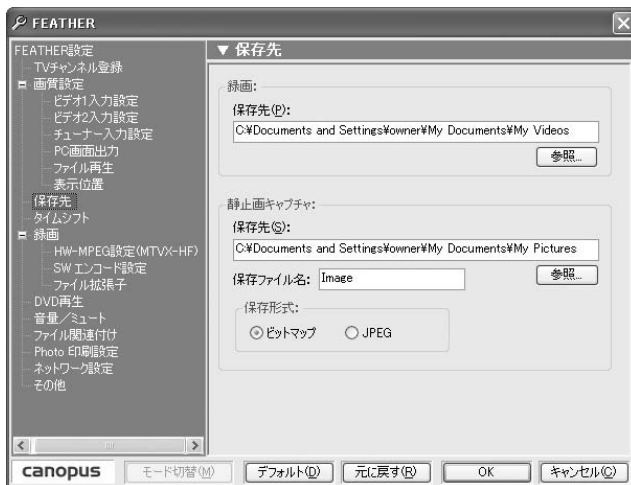 FEATHER
FEATHER設定
TVチャンネル登録
画質設定
ビデオ1入力設定
ビデオ2入力設定
チューナー入力設定
PC画面出力
ファイル再生
表示位置
保存先
タイムシフト
録画
HW-MPEG設定(MTVX-HF)
SWエンコード設定
ファイル拡張子
DVD再生
音量/ミュート
ファイル関連付け
Photo 印刷設定
ネットワーク設定
その他
▼ 保存先
録画:
保存先(P):
C:¥Documents and Settings¥owner¥My Documents¥My Videos
参照...
静止画キャプチャ:
保存先(S):
C:¥Documents and Settings¥owner¥My Documents¥My Pictures
保存ファイル名: Image
参照...
保存形式:
ビットマップ JPEG
canopus モード切替(M) デフォルト(D) 元に戻す(R) OK キャンセル(C)